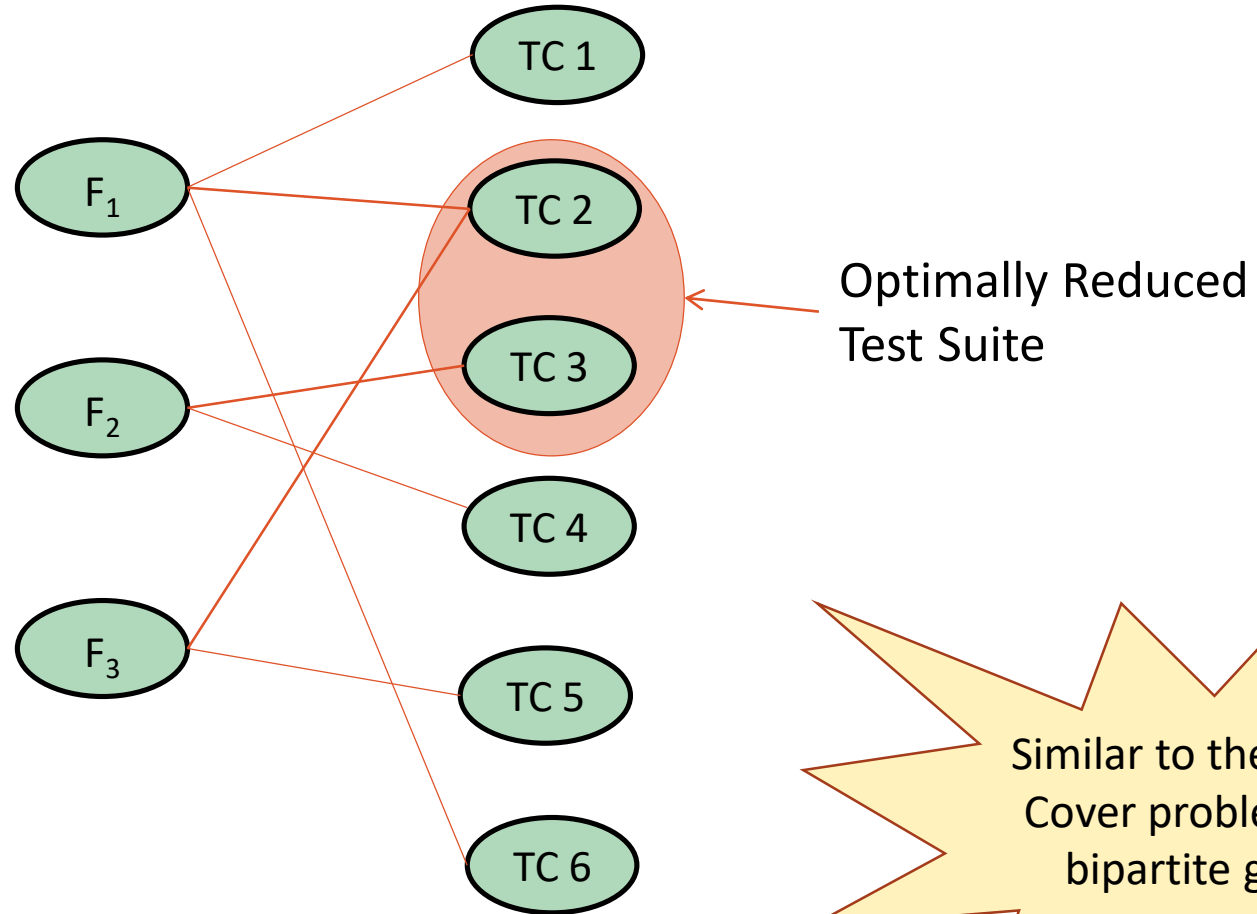 TC 1
F₁
TC 2
Optimally Reduced
Test Suite
TC 3
F₂
TC 4
F₃
TC 5
Similar to the
Cover proble
bipartite g
TC 6